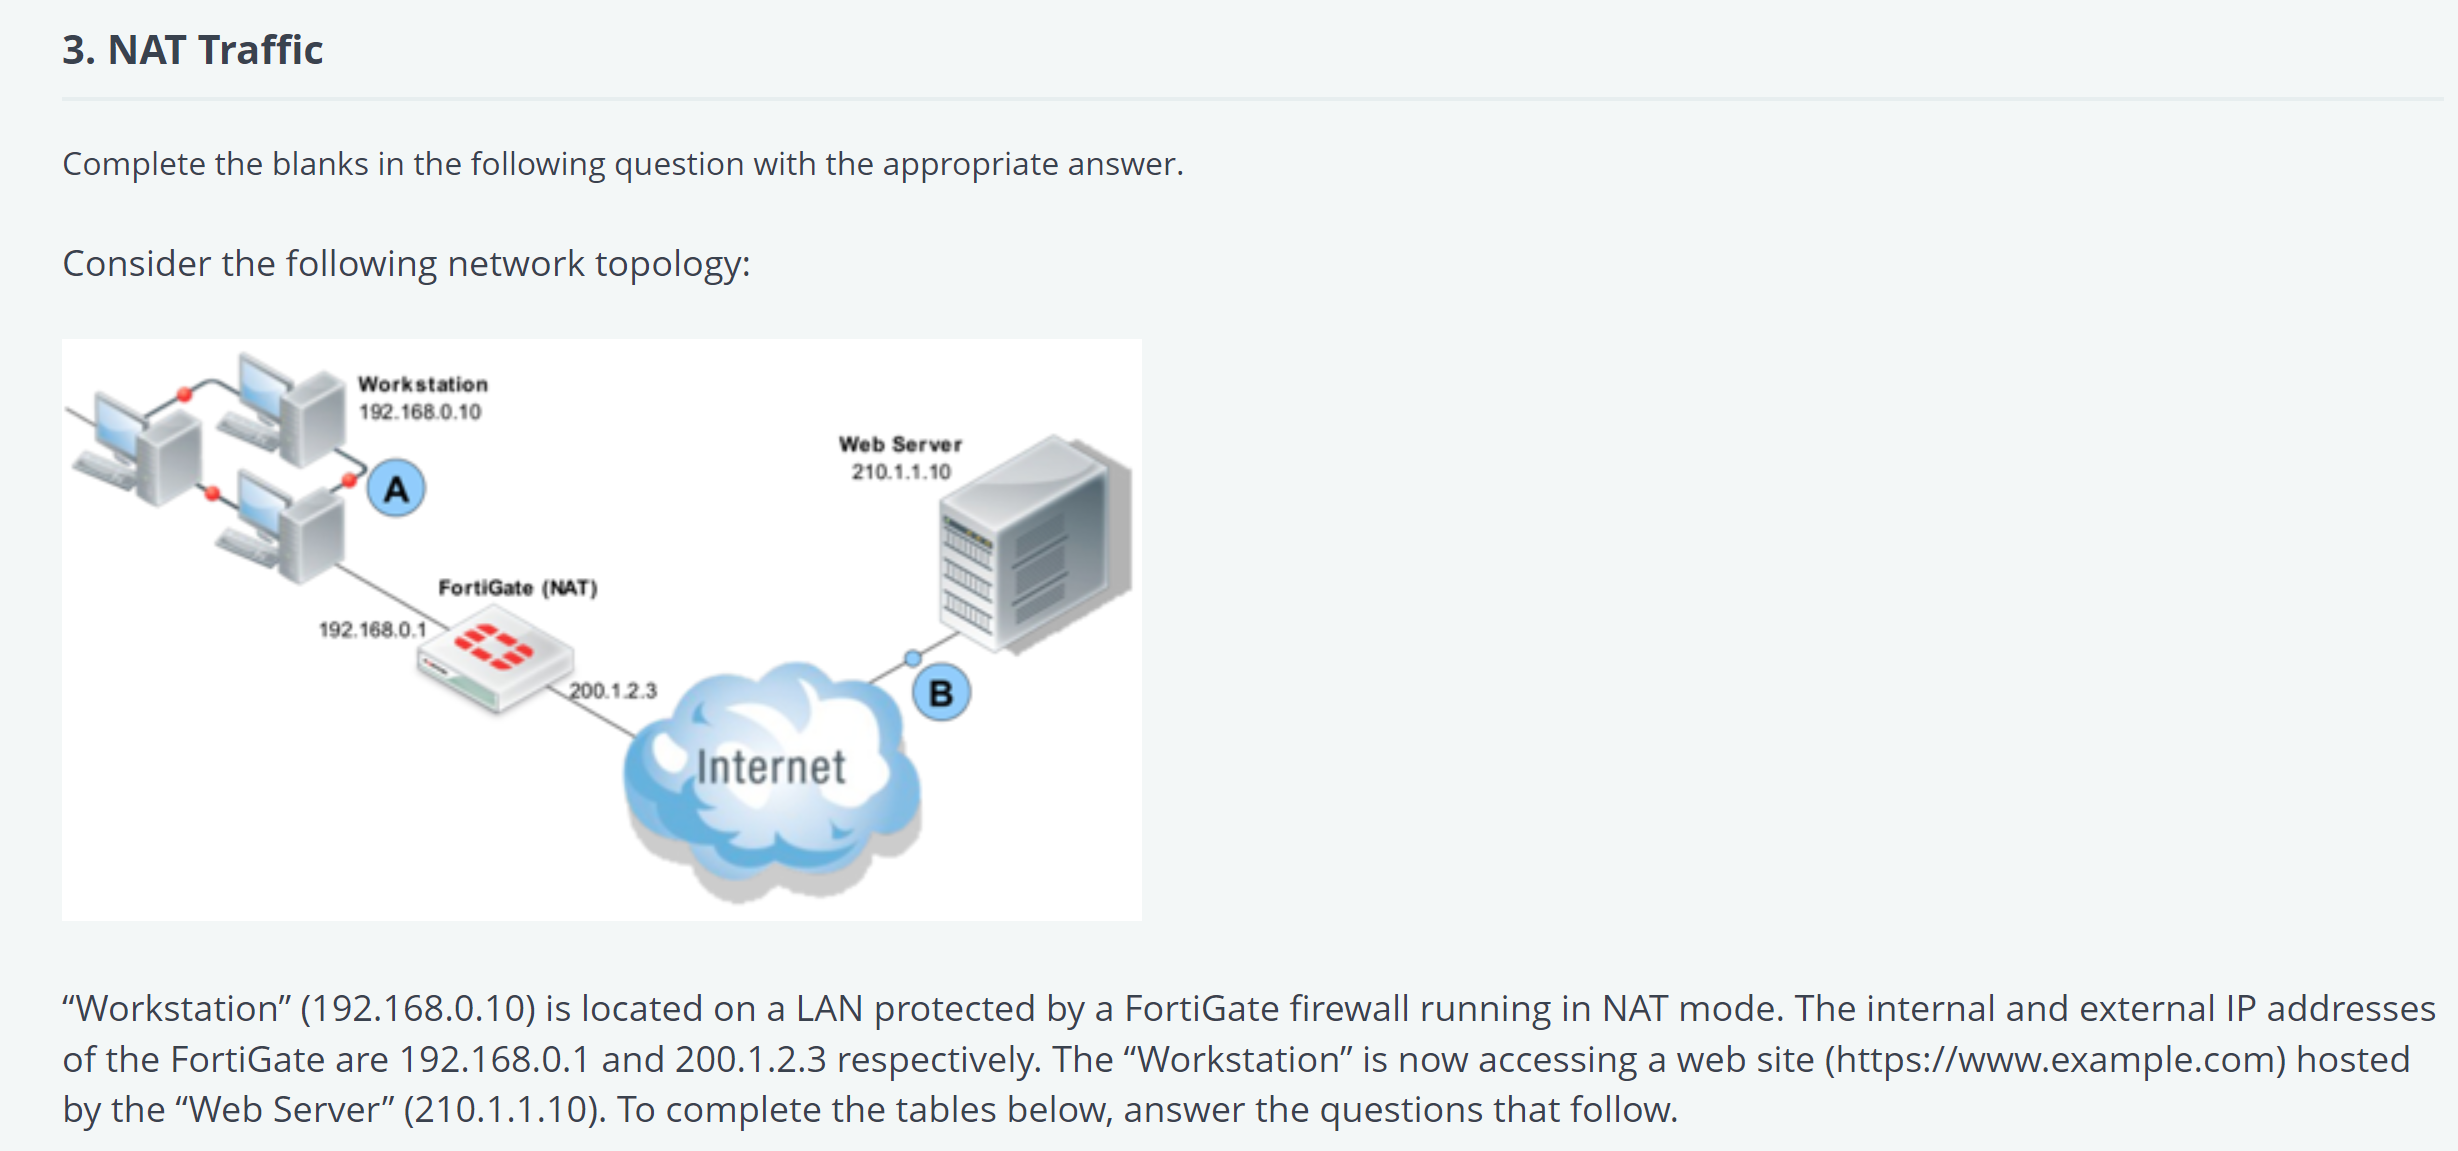 3. NAT Traffic
Complete the blanks in the following question with the appropriate answer.
Consider the following network topology:
Workstation
192.168.0.10
A
Web Server
210.1.1.10
FortiGate (NAT)
192.168.0.1
200.1.2.3
B
Internet
“Workstation” (192.168.0.10) is located on a LAN protected by a FortiGate firewall running in NAT mode. The internal and external IP addresses
of the FortiGate are 192.168.0.1 and 200.1.2.3 respectively. The “Workstation” is now accessing a web site (https://www.example.com) hosted
by the “Web Server” (210.1.1.10). To complete the tables below, answer the questions that follow.